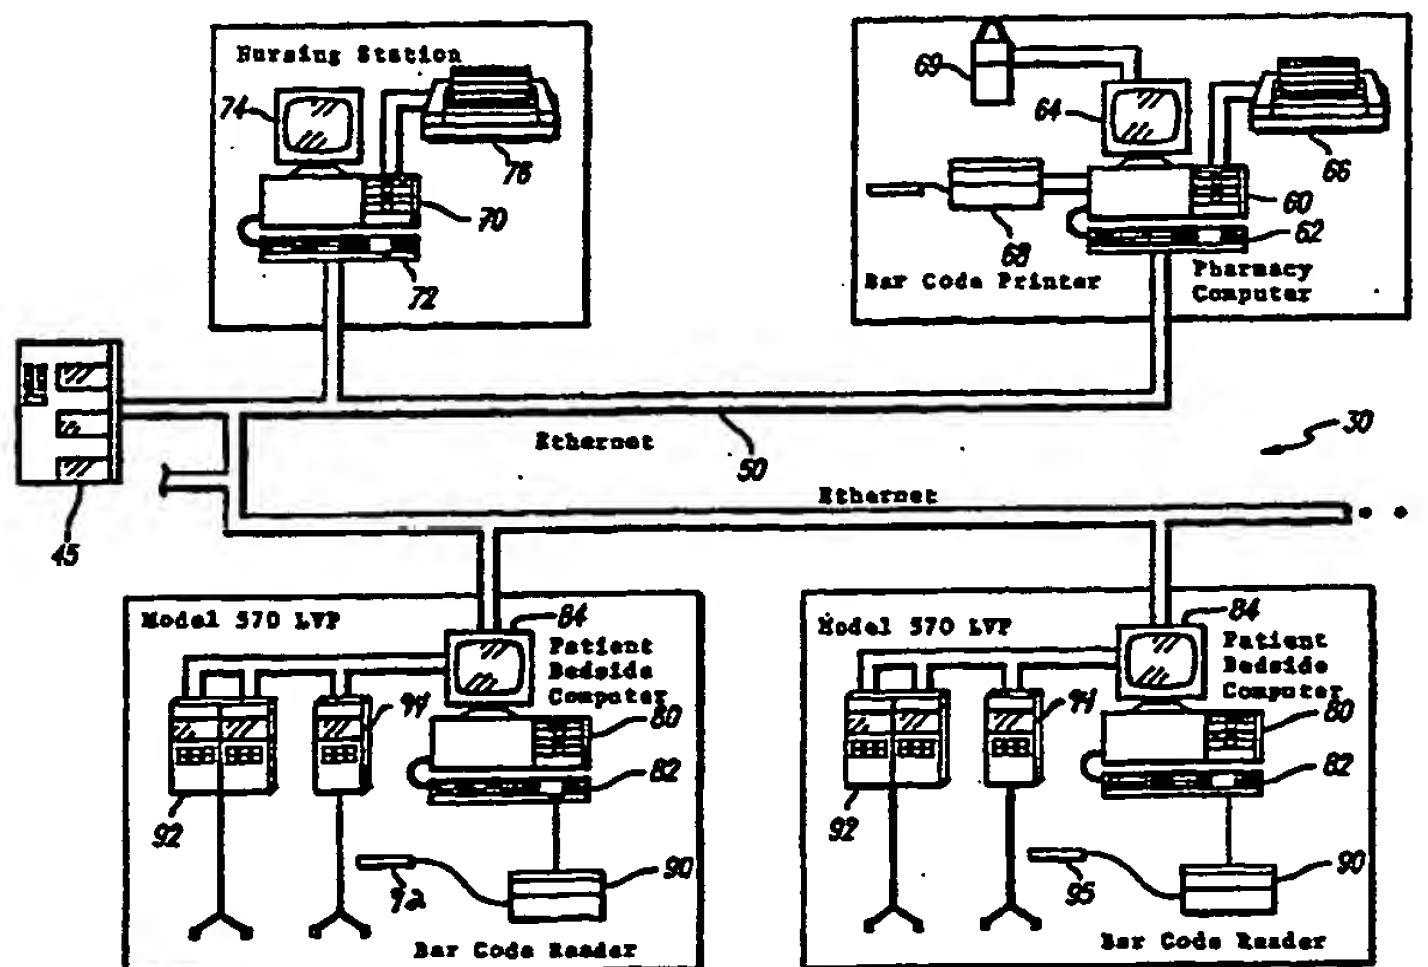 Nursing Station
74
76
70
72
69
64
66
60
68
62
Bar Code Printer
Pharmacy
Computer
45
Ethernet
50
30
Ethernet
Model 570 LVP
84
Patient
Bedside
Computer
94
80
82
92
92
90
Bar Code Reader
Model 570 LVP
84
Patient
Bedside
Computer
94
80
82
92
95
90
Bar Code Reader